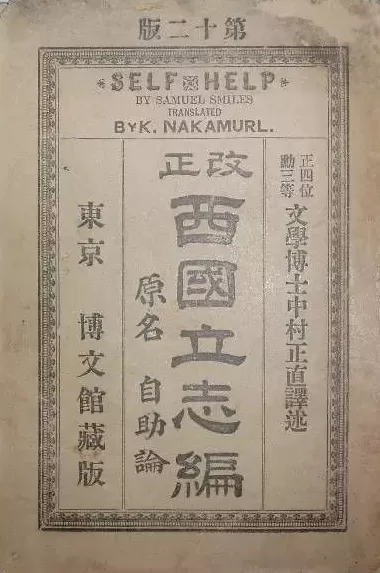 版二十第
SELF HELP
BY SAMUEL SMILES
TRANSLATED
BY K. NAKAMURL.
正改
正四位
勳三等
文學博士中村正直譯述
西國立志編
原名 自助論
東京 博文館藏版